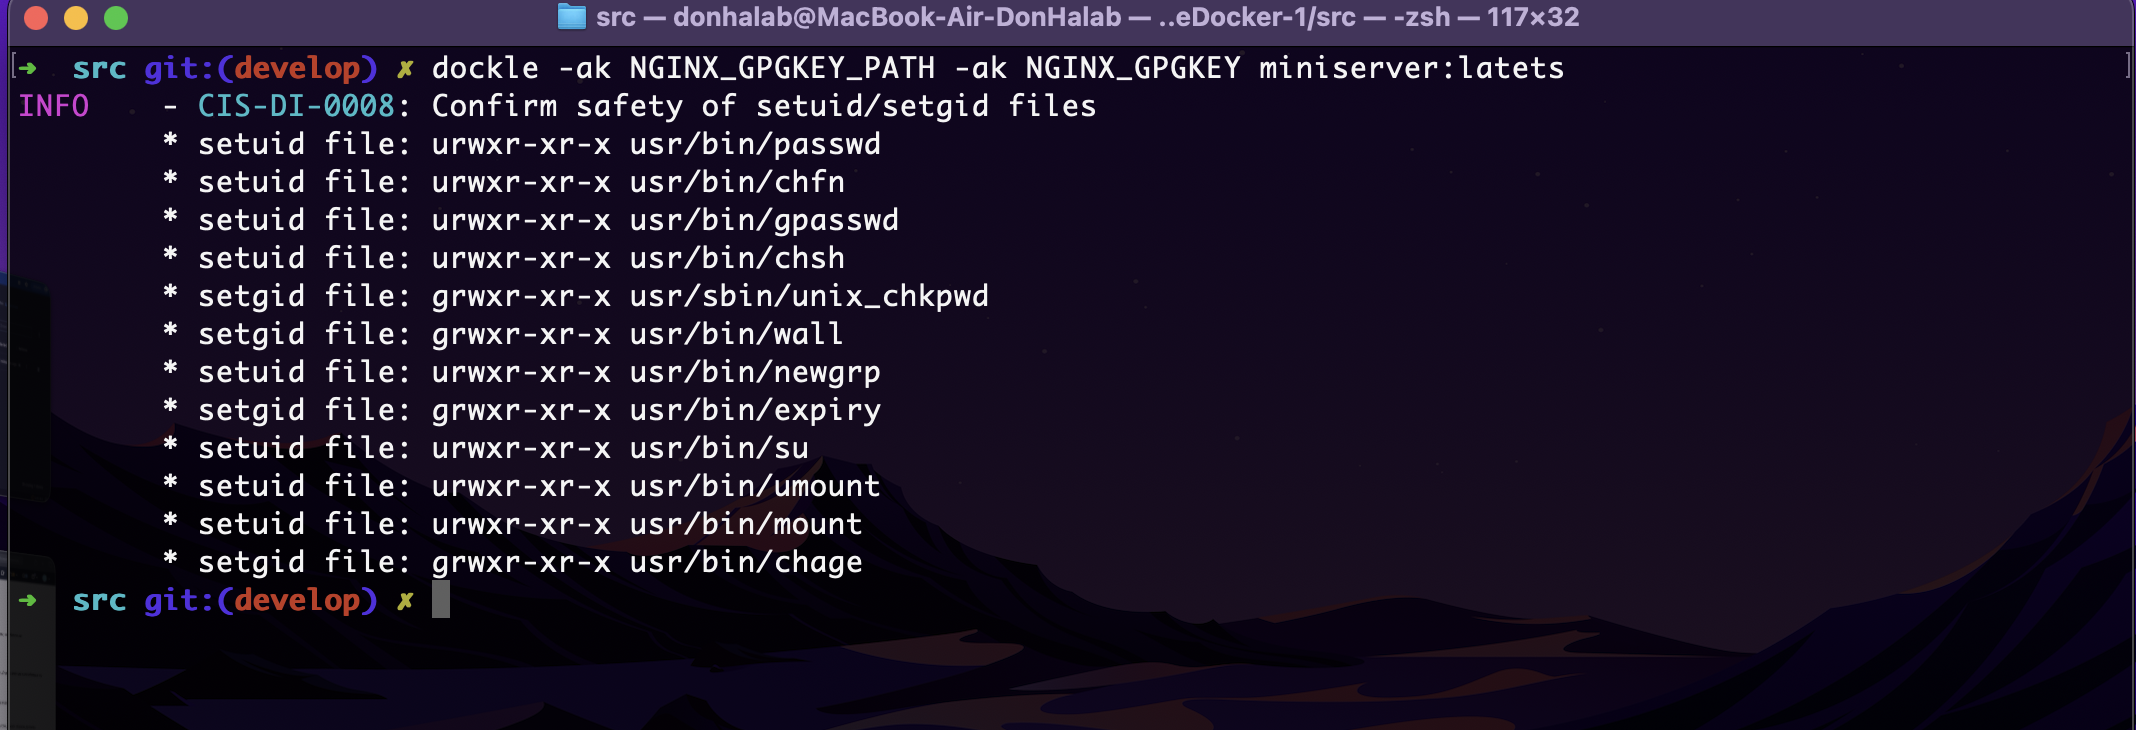 src — donhalab@MacBook-Air-DonHalab — ..eDocker-1/src — -zsh — 117×32
[➜  src git:(develop) ✗ dockle -ak NGINX_GPGKEY_PATH -ak NGINX_GPGKEY miniserver:latets ]
INFO    - CIS-DI-0008: Confirm safety of setuid/setgid files
        * setuid file: urwxr-xr-x usr/bin/passwd
        * setuid file: urwxr-xr-x usr/bin/chfn
        * setuid file: urwxr-xr-x usr/bin/gpasswd
        * setuid file: urwxr-xr-x usr/bin/chsh
        * setgid file: grwxr-xr-x usr/sbin/unix_chkpwd
        * setgid file: grwxr-xr-x usr/bin/wall
        * setuid file: urwxr-xr-x usr/bin/newgrp
        * setgid file: grwxr-xr-x usr/bin/expiry
        * setuid file: urwxr-xr-x usr/bin/su
        * setuid file: urwxr-xr-x usr/bin/umount
        * setuid file: urwxr-xr-x usr/bin/mount
        * setgid file: grwxr-xr-x usr/bin/chage
➜  src git:(develop) ✗